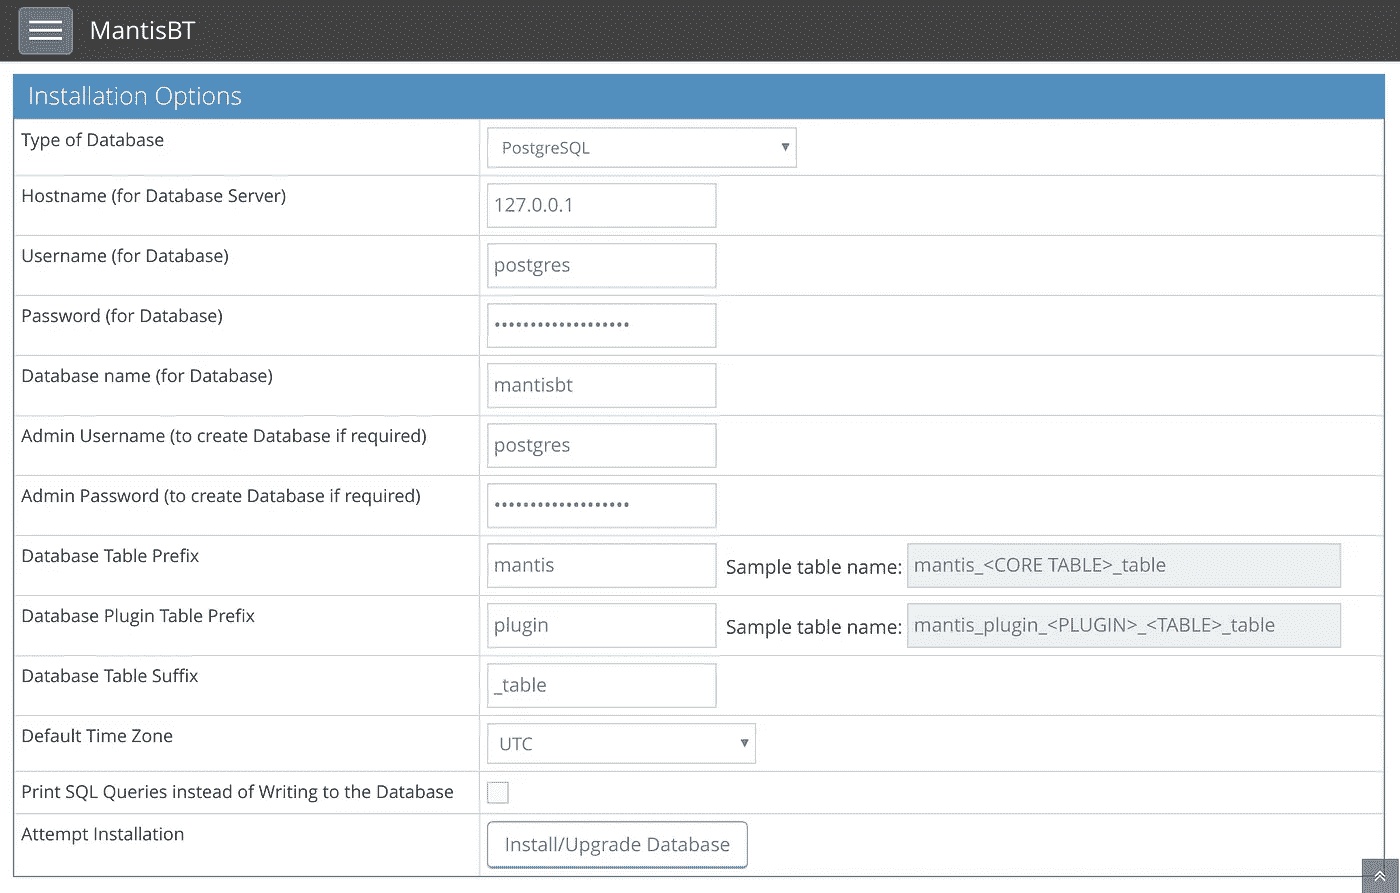 MantisBT
Installation Options
Type of Database PostgreSQL
Hostname (for Database Server) 127.0.0.1
Username (for Database) postgres
Password (for Database) •••••••••••••••••••
Database name (for Database) mantisbt
Admin Username (to create Database if required) postgres
Admin Password (to create Database if required) •••••••••••••••••••
Database Table Prefix mantis Sample table name: mantis_<CORE TABLE>_table
Database Plugin Table Prefix plugin Sample table name: mantis_plugin_<PLUGIN>_<TABLE>_table
Database Table Suffix _table
Default Time Zone UTC
Print SQL Queries instead of Writing to the Database
Attempt Installation Install/Upgrade Database